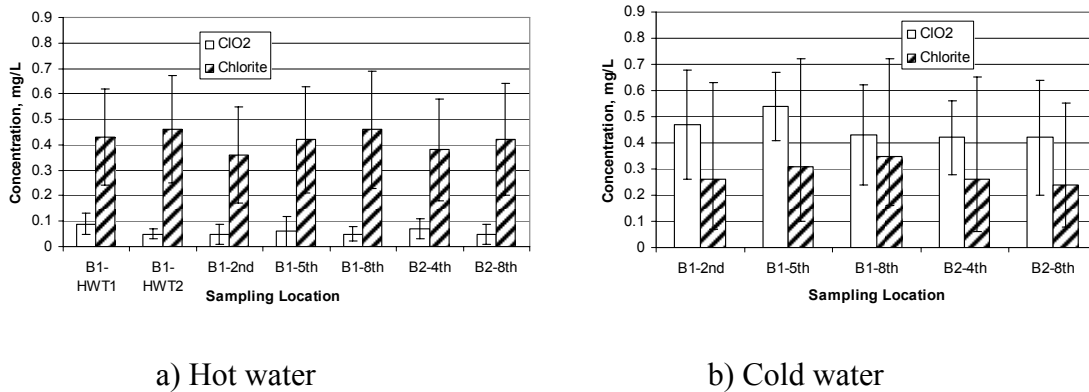 0.9
0.8
0.7
0.6
0.5
0.4
0.3
0.2
0.1
0
Concentration, mg/L
ClO2
Chlorite
B1-HWT1 B1-HWT2 B1-2nd B1-5th B1-8th B2-4th B2-8th
Sampling Location
a) Hot water
0.9
0.8
0.7
0.6
0.5
0.4
0.3
0.2
0.1
0
Concentration, mg/L
ClO2
Chlorite
B1-2nd B1-5th B1-8th B2-4th B2-8th
Sampling Location
b) Cold water